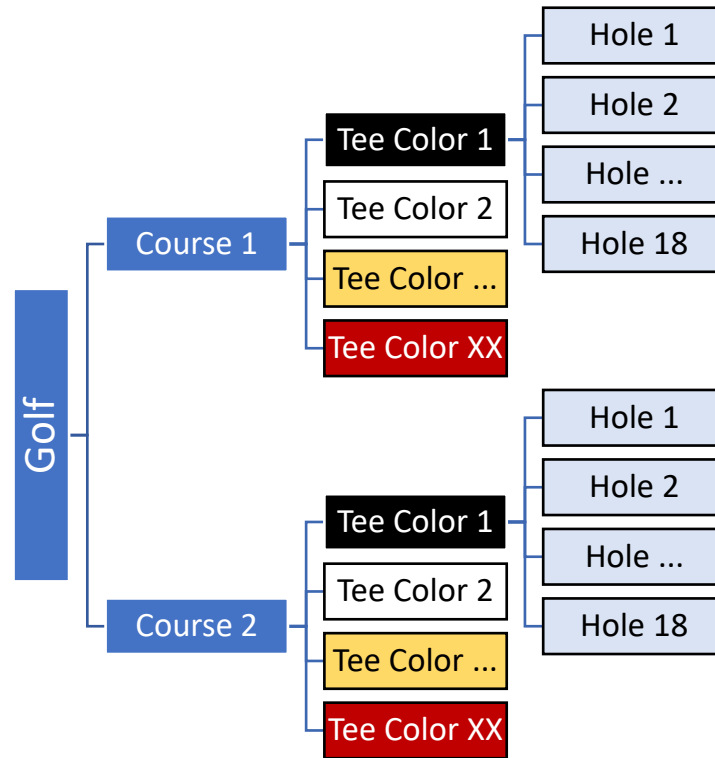 Golf
Course 1
Tee Color 1
Hole 1
Hole 2
Hole ...
Hole 18
Tee Color 2
Tee Color ...
Tee Color XX
Course 2
Tee Color 1
Hole 1
Hole 2
Hole ...
Hole 18
Tee Color 2
Tee Color ...
Tee Color XX